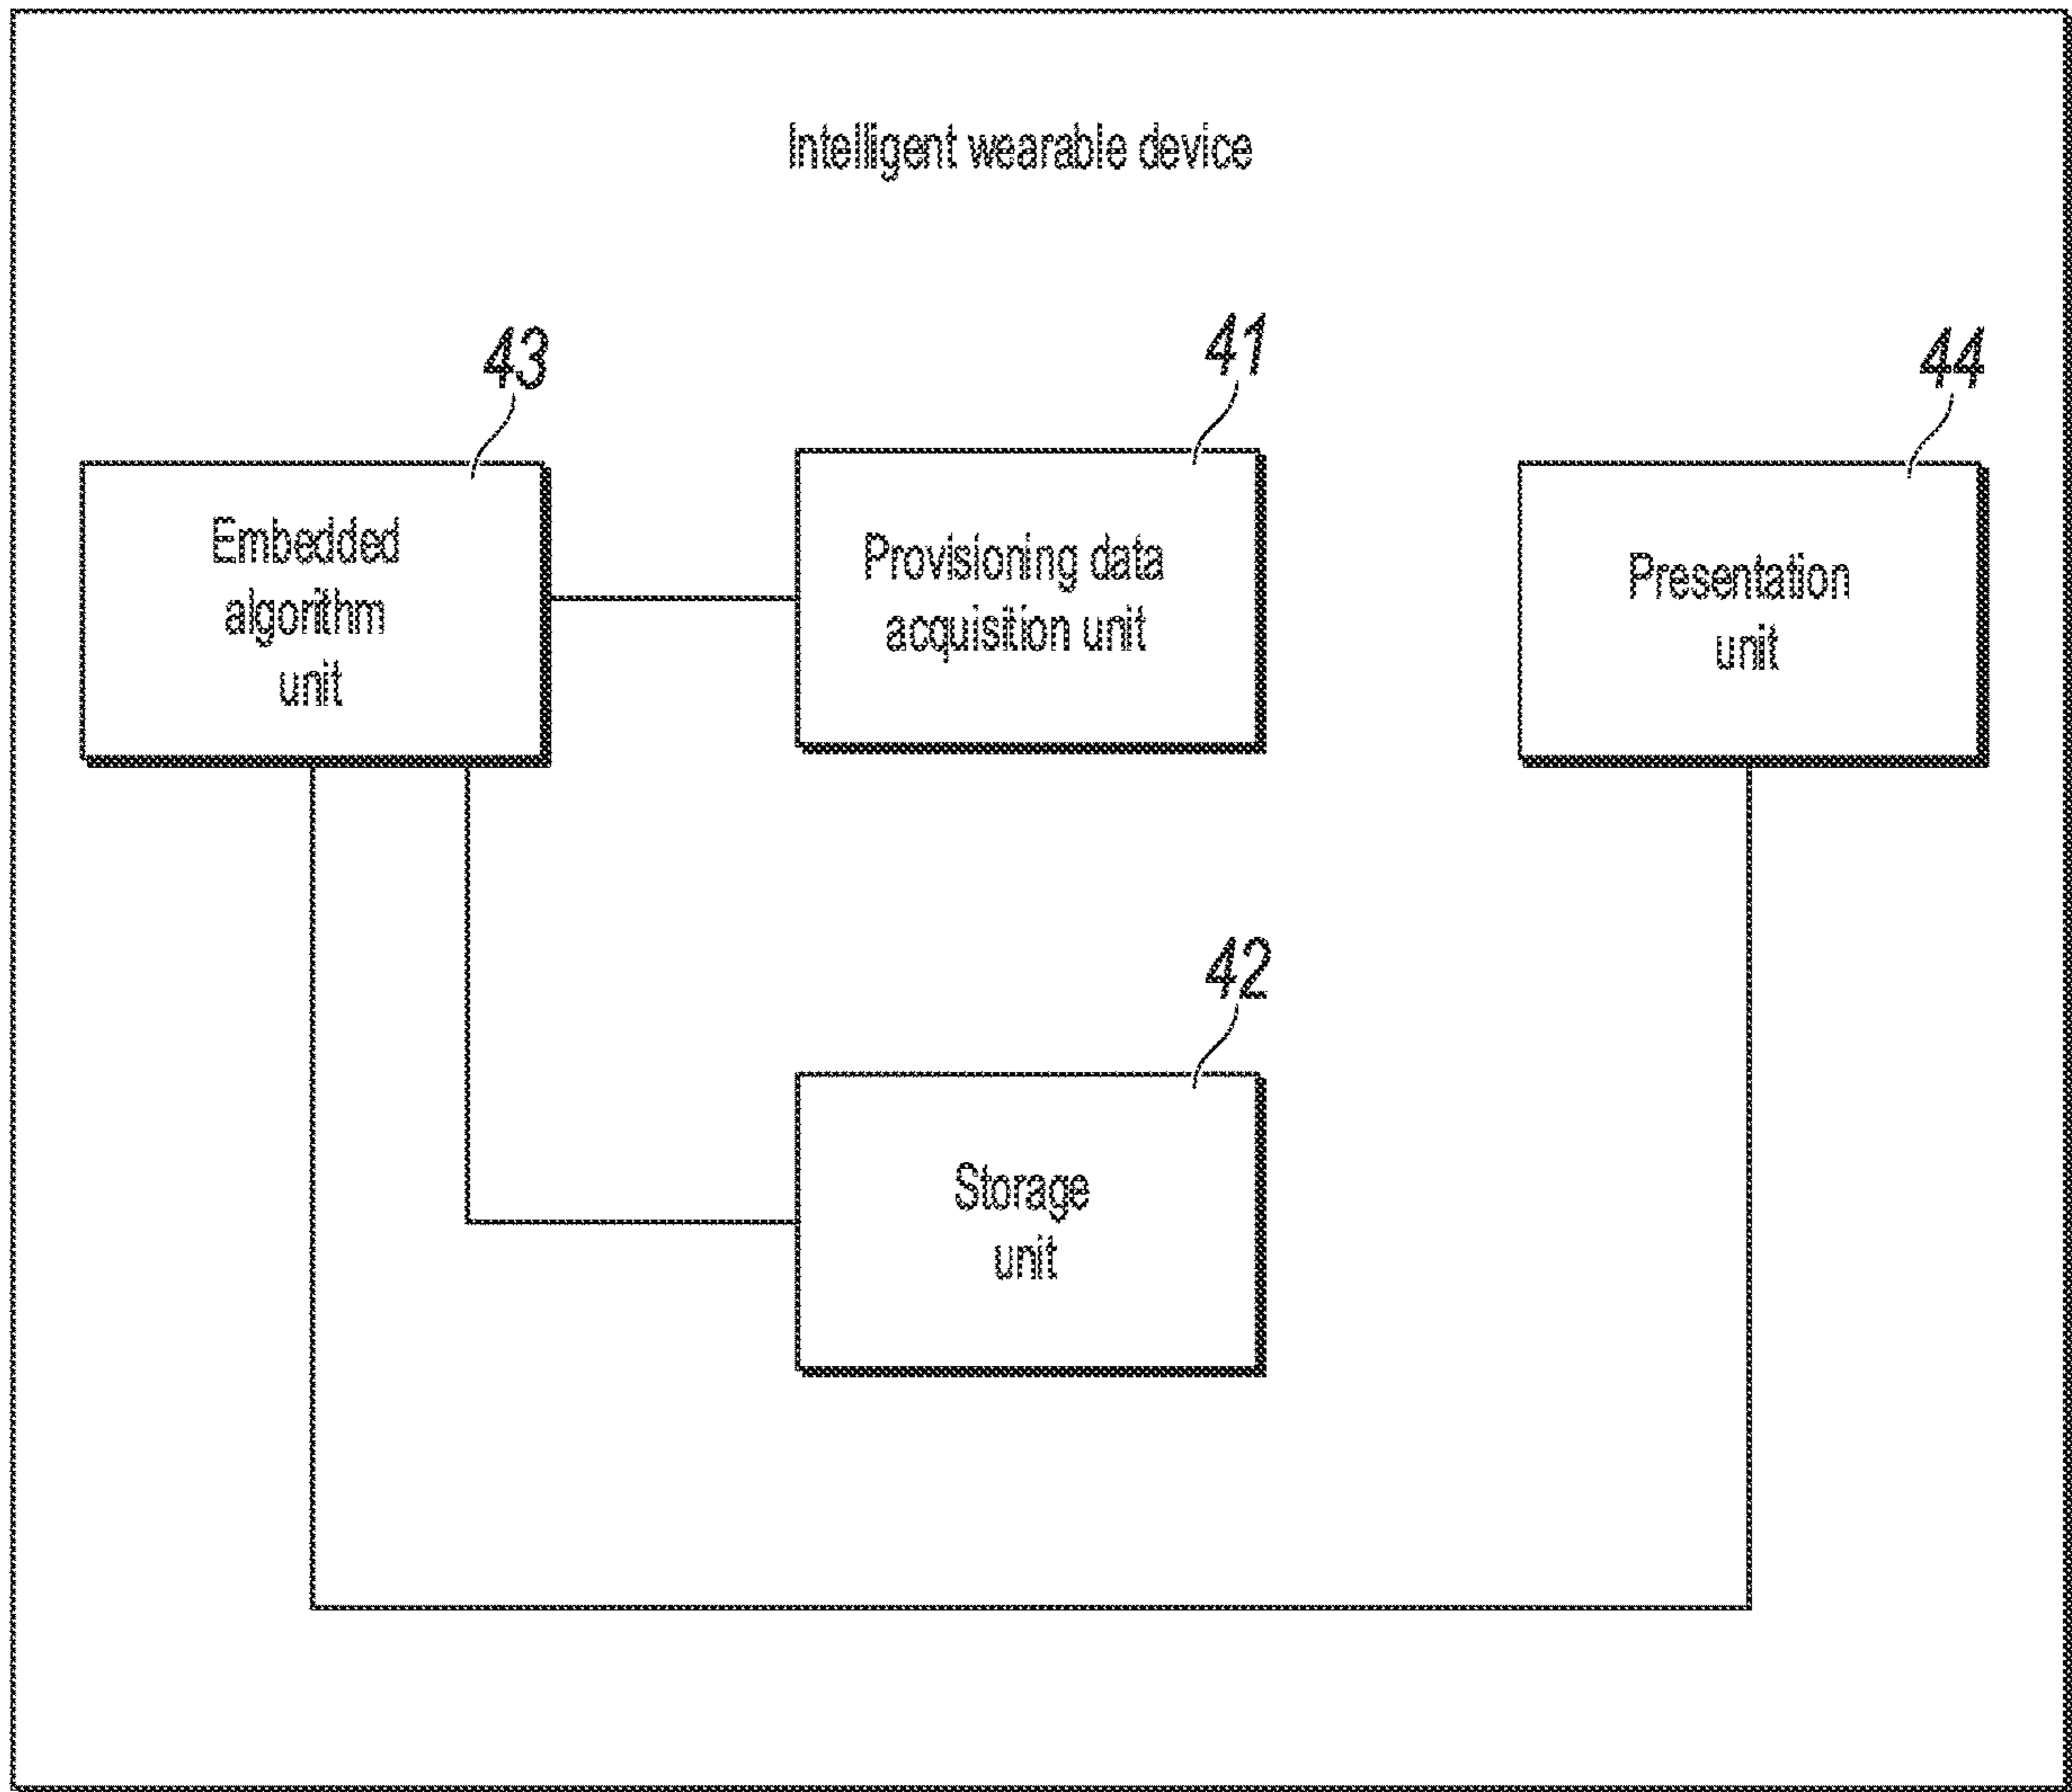 Intelligent wearable device
43
41
44
Embedded
algorithm
unit
Provisioning data
acquisition unit
Presentation
unit
42
Storage
unit